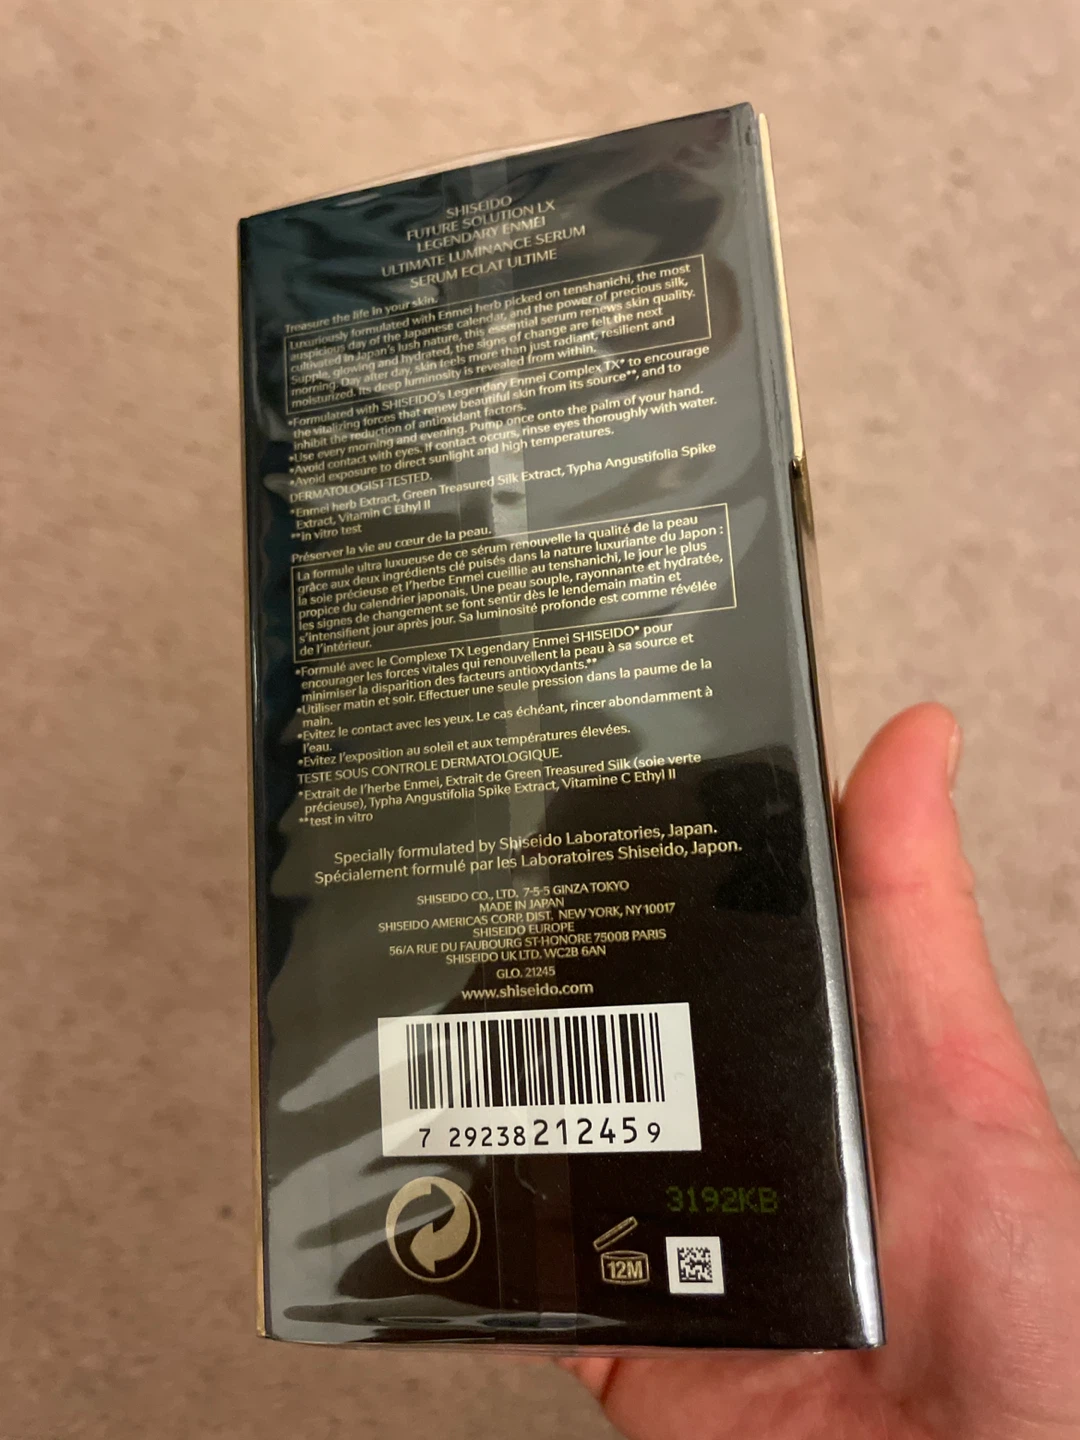 SHISEIDO
FUTURE SOLUTION LX
LEGENDARY ENMEI
ULTIMATE LUMINANCE SERUM
SERUM ECLAT ULTIME
Treasure the life in your skin.
Luxuriously formulated with Enmei herb picked on tenshanichi, the most
auspicious day of the Japanese calendar, and the power of precious silk,
cultivated in Japan's lush nature, this essential serum renews skin quality.
Supple, glowing and hydrated, the signs of change are felt the next
morning. Day after day, skin feels more than just radiant, resilient and
moisturized. Its deep luminosity is revealed from within.
•Formulated with SHISEIDO's Legendary Enmei Complex TX* to encourage
the vitalizing forces that renew beautiful skin from its source**, and to
inhibit the reduction of antioxidant factors.
•Use every morning and evening. Pump once onto the palm of your hand.
•Avoid contact with eyes. If contact occurs, rinse eyes thoroughly with water.
•Avoid exposure to direct sunlight and high temperatures.
DERMATOLOGIST-TESTED.
*Enmei herb Extract, Green Treasured Silk Extract, Typha Angustifolia Spike
Extract, Vitamin C Ethyl II
**in vitro test
Préserver la vie au cœur de la peau.
La formule ultra luxueuse de ce sérum renouvelle la qualité de la peau
grâce aux deux ingrédients clé puisés dans la nature luxuriante du Japon :
la soie précieuse et l'herbe Enmei cueillie au tenshanichi, le jour le plus
propice du calendrier japonais. Une peau souple, rayonnante et hydratée,
les signes de changement se font sentir dès le lendemain matin et
s'intensifient jour après jour. Sa luminosité profonde est comme révélée
de l'intérieur.
•Formulé avec le Complexe TX Legendary Enmei SHISEIDO* pour
encourager les forces vitales qui renouvellent la peau à sa source et
minimiser la disparition des facteurs antioxydants.**
•Utiliser matin et soir. Effectuer une seule pression dans la paume de la
main.
•Evitez le contact avec les yeux. Le cas échéant, rincer abondamment à
l'eau.
•Evitez l'exposition au soleil et aux températures élevées.
TESTE SOUS CONTROLE DERMATOLOGIQUE.
*Extrait de l'herbe Enmei, Extrait de Green Treasured Silk (soie verte
précieuse), Typha Angustifolia Spike Extract, Vitamine C Ethyl II
**test in vitro
Specially formulated by Shiseido Laboratories, Japan.
Spécialement formulé par les Laboratoires Shiseido, Japon.
SHISEIDO CO., LTD. 7-5-5 GINZA TOKYO
MADE IN JAPAN
SHISEIDO AMERICAS CORP. DIST. NEW YORK, NY 10017
SHISEIDO EUROPE
56/A RUE DU FAUBOURG ST-HONORE 75008 PARIS
SHISEIDO UK LTD. WC2B 6AN
GLO. 21245
www.shiseido.com
7 29238212459
3192KB
12M